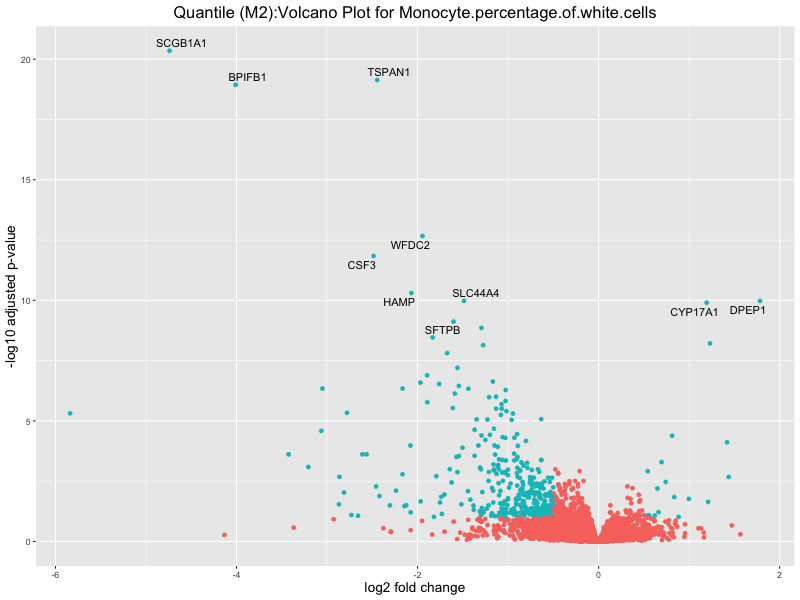 Quantile (M2):Volcano Plot for Monocyte.percentage.of.white.cells
SCGB1A1
BPIFB1
TSPAN1
WFDC2
CSF3
HAMP
SLC44A4
SFTPB
CYP17A1
DPEP1
-log10 adjusted p-value
20
15
10
5
0
-6
-4
-2
0
log2 fold change
2